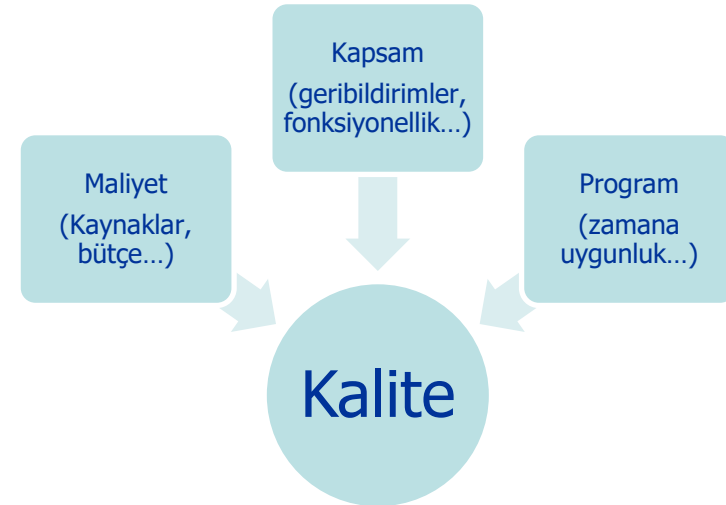 Kapsam
(geribildirimler,
fonksiyonellik…)
Maliyet
(Kaynaklar,
bütçe…)
Program
(zamana
uygunluk…)
Kalite